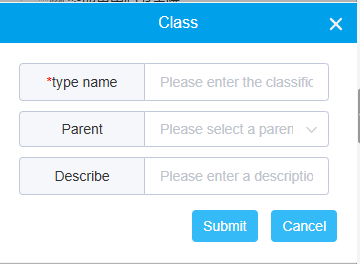 Class
*type name Please enter the classific
Parent Please select a paren
Describe Please enter a descriptio
Submit Cancel